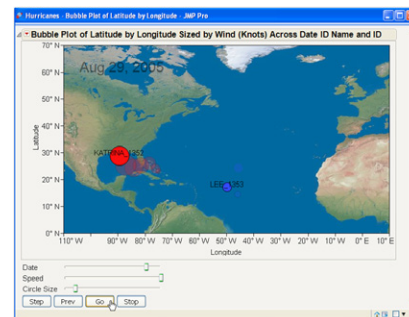 Hurricanes - Bubble Plot of Latitude by Longitude - JMP Pro
Bubble Plot of Latitude by Longitude Sized by Wind (Knots) Across Date ID Name and ID
70° N
Aug 29, 2005
60° N
50° N
40° N
Latitude
30° N
KATRINA_1352
LEE_1353
20° N
10° N
0° N
110°W 90° W 80° W 70° W 60° W 50° W 40° W 30° W 20° W 10° W 0° E 10° E
Longitude
Date
Speed
Circle Size
Step Prev Go Stop